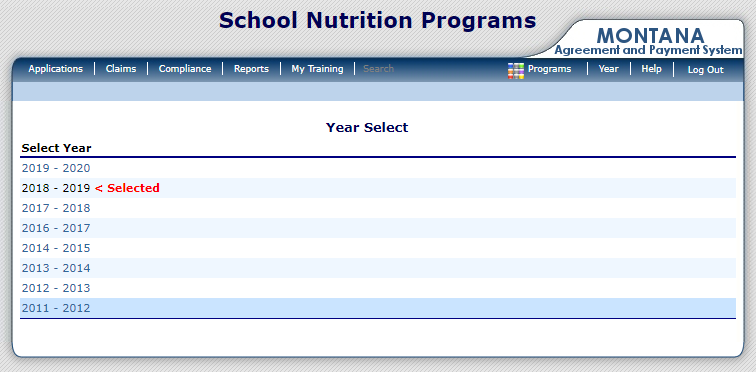 School Nutrition Programs
MONTANA
Agreement and Payment System
Applications Claims Compliance Reports My Training Search Programs Year Help Log Out
Year Select
Select Year
2019 - 2020
2018 - 2019 < Selected
2017 - 2018
2016 - 2017
2014 - 2015
2013 - 2014
2012 - 2013
2011 - 2012